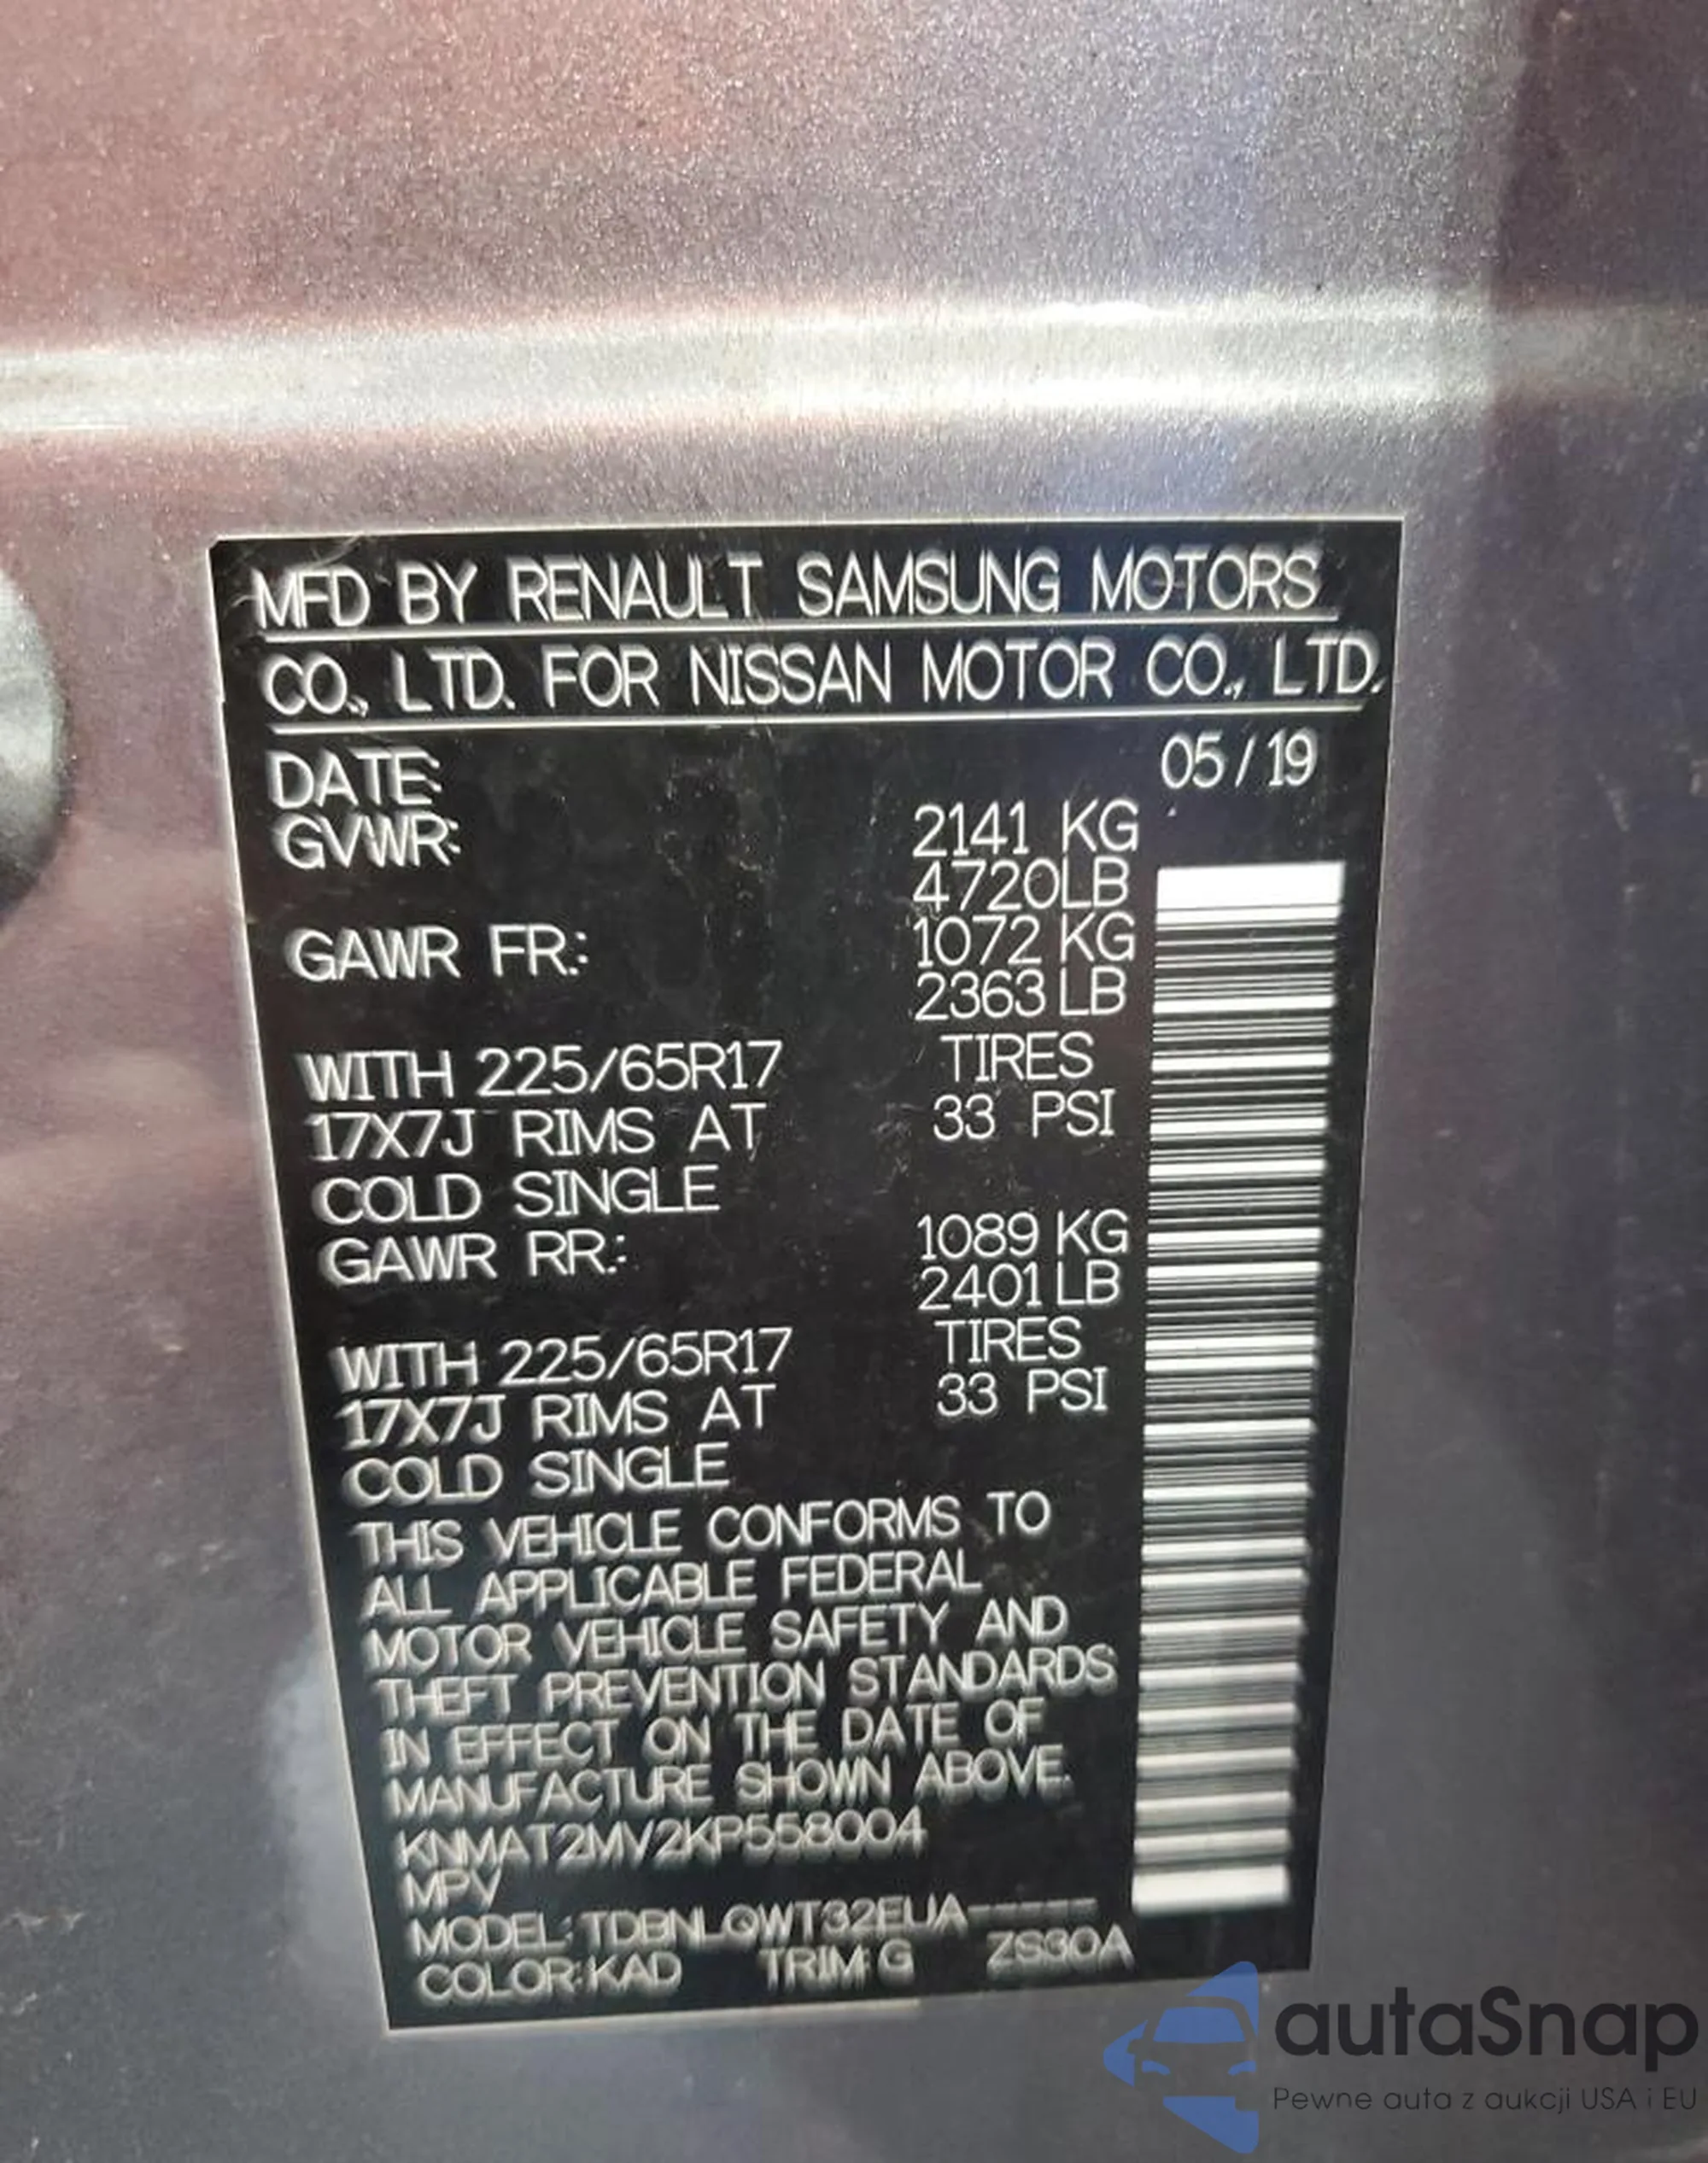 MFD BY RENAULT SAMSUNG MOTORS
CO., LTD. FOR NISSAN MOTOR CO., LTD.
DATE: 05/19
GVWR: 2141 KG
4720LB
GAWR FR.: 1072 KG
2363 LB
WITH 225/65R17 TIRES
17X7J RIMS AT 33 PSI
COLD SINGLE
GAWR RR.: 1089 KG
2401 LB
WITH 225/65R17 TIRES
17X7J RIMS AT 33 PSI
COLD SINGLE
THIS VEHICLE CONFORMS TO
ALL APPLICABLE FEDERAL
MOTOR VEHICLE SAFETY AND
THEFT PREVENTION STANDARDS
IN EFFECT ON THE DATE OF
MANUFACTURE SHOWN ABOVE.
KNMAT2MV2KP558004
MPV
MODEL: TDBNLQWT32EUA-----
COLOR:KAD TRIM:G ZS30A
autaSnap
Pewne auta z aukcji USA i EU